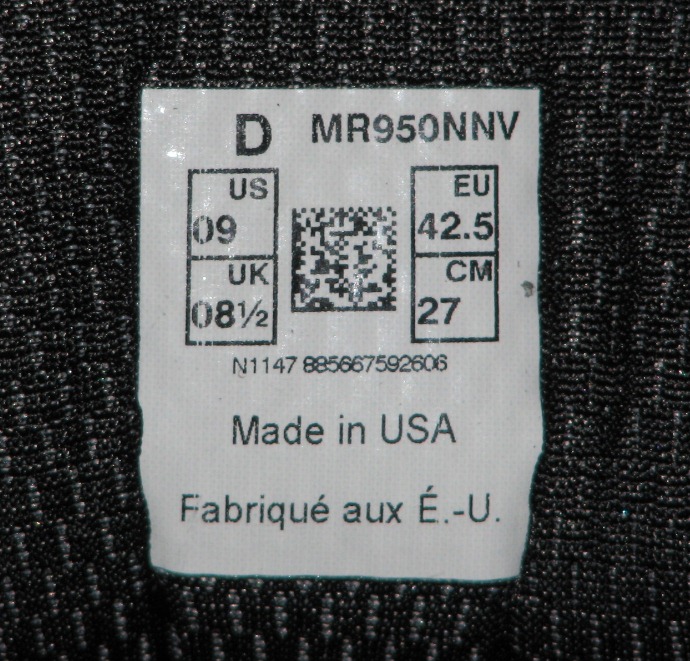 D MR950NNV
US EU
09 42.5
UK CM
08½ 27
N1147 885667592606
Made in USA
Fabriqué aux É.-U.